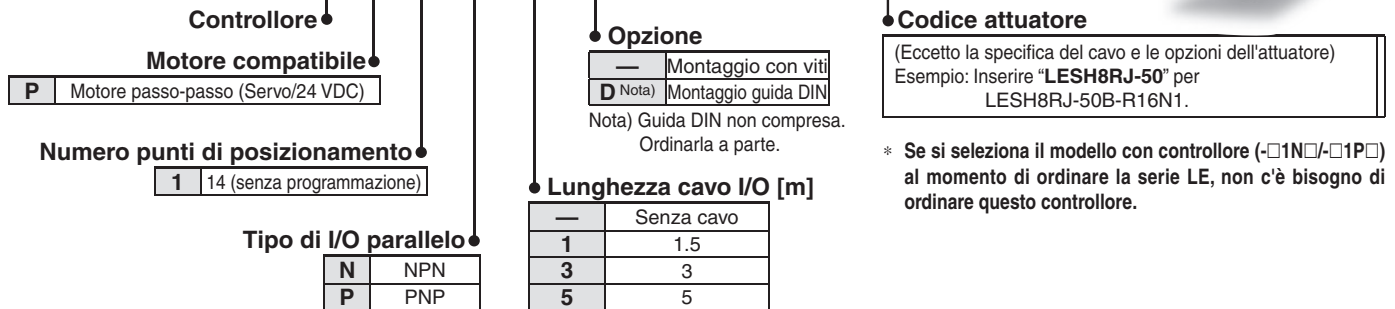 Controllore
Motore compatibile
P Motore passo-passo (Servo/24 VDC)
Numero punti di posizionamento
1 14 (senza programmazione)
Tipo di I/O parallelo
N NPN
P PNP
Opzione
— Montaggio con viti
D Nota) Montaggio guida DIN
Nota) Guida DIN non compresa.
Ordinarla a parte.
Lunghezza cavo I/O [m]
— Senza cavo
1 1.5
3 3
5 5
Codice attuatore
(Eccetto la specifica del cavo e le opzioni dell'attuatore)
Esempio: Inserire “LESH8RJ-50” per
LESH8RJ-50B-R16N1.
* Se si seleziona il modello con controllore (-□1N□/-□1P□)
al momento di ordinare la serie LE, non c'è bisogno di
ordinare questo controllore.